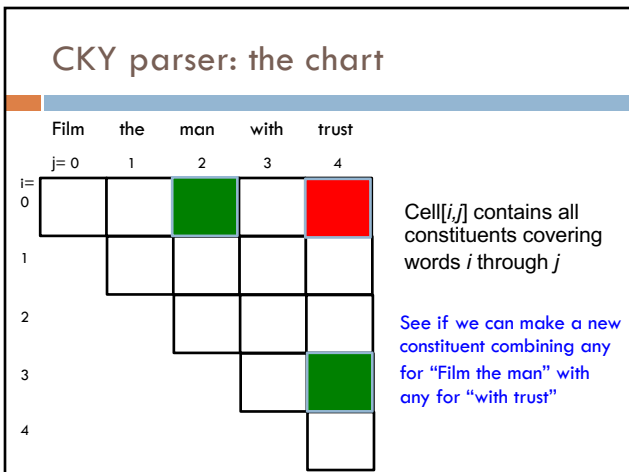 CKY parser: the chart
Film the man with trust
j= 0 1 2 3 4
i=
0
1
2
3
4
Cell[i,j] contains all
constituents covering
words i through j
See if we can make a new
constituent combining any
for “Film the man” with
any for “with trust”